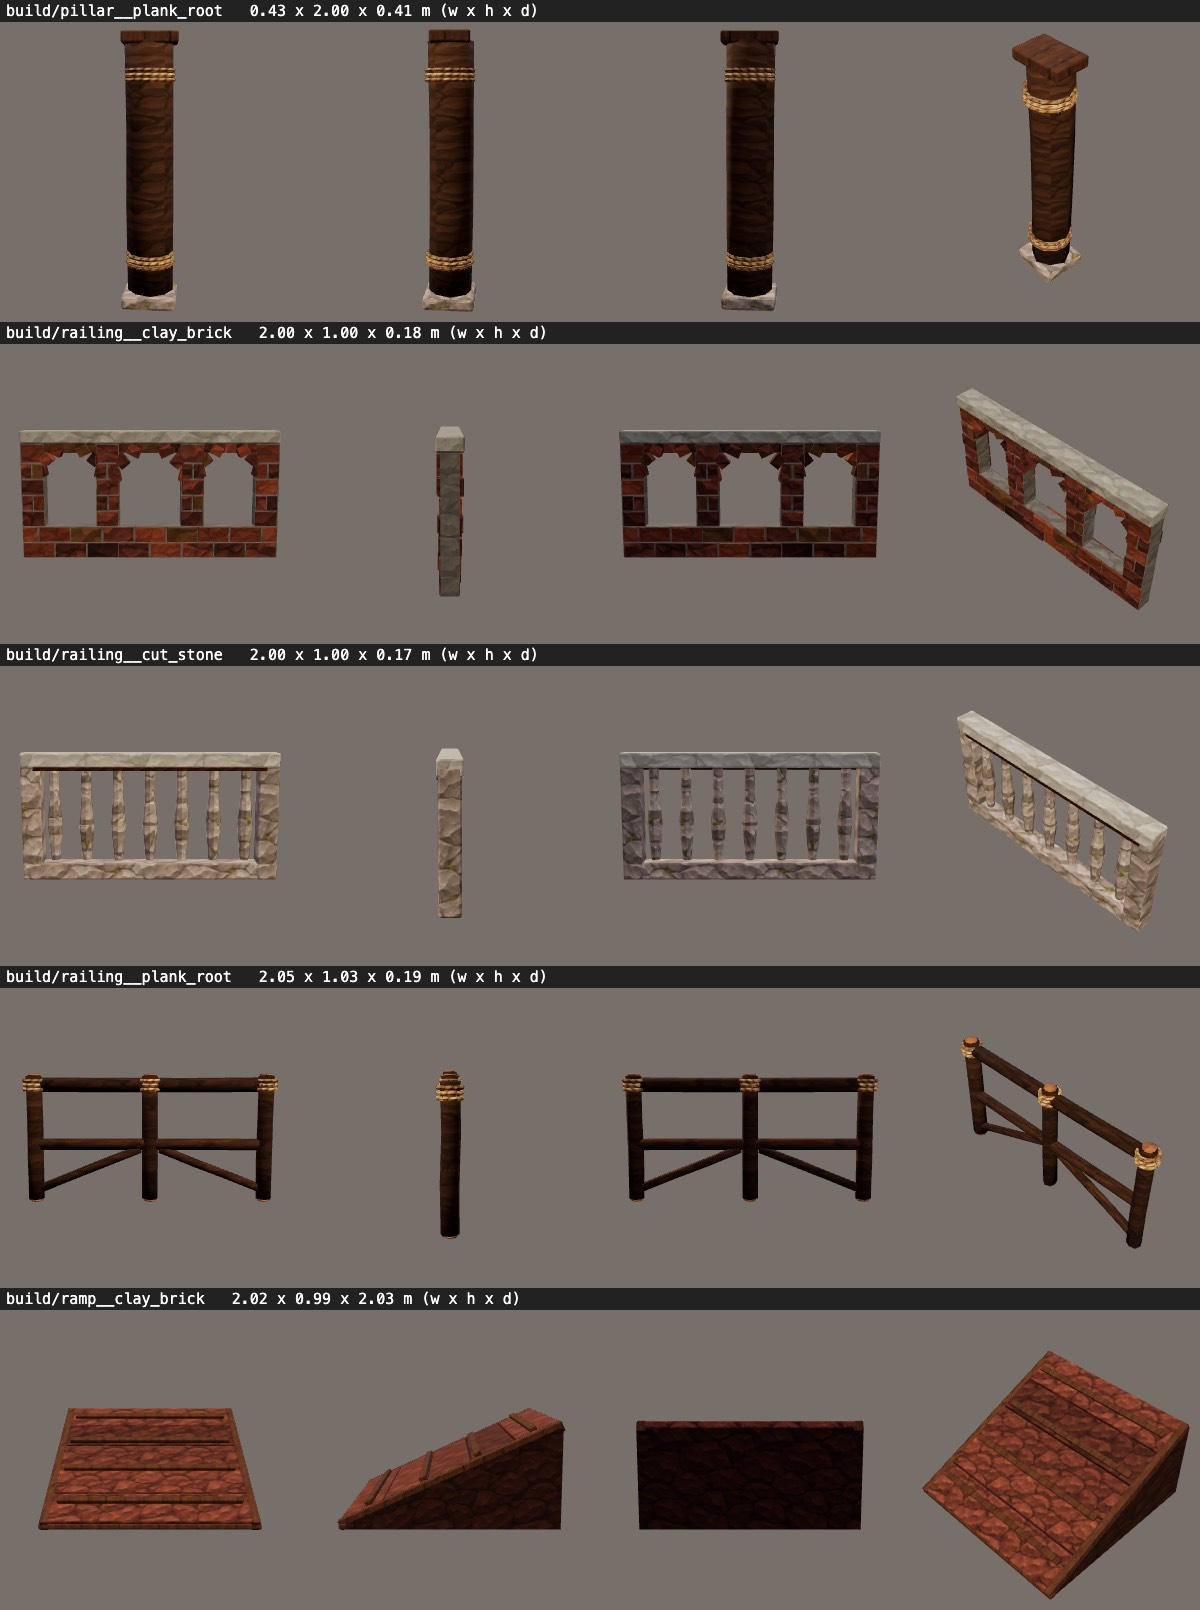 build/pillar__plank_root   0.43 x 2.00 x 0.41 m (w x h x d)
build/railing__clay_brick   2.00 x 1.00 x 0.18 m (w x h x d)
build/railing__cut_stone   2.00 x 1.00 x 0.17 m (w x h x d)
build/railing__plank_root   2.05 x 1.03 x 0.19 m (w x h x d)
build/ramp__clay_brick   2.02 x 0.99 x 2.03 m (w x h x d)